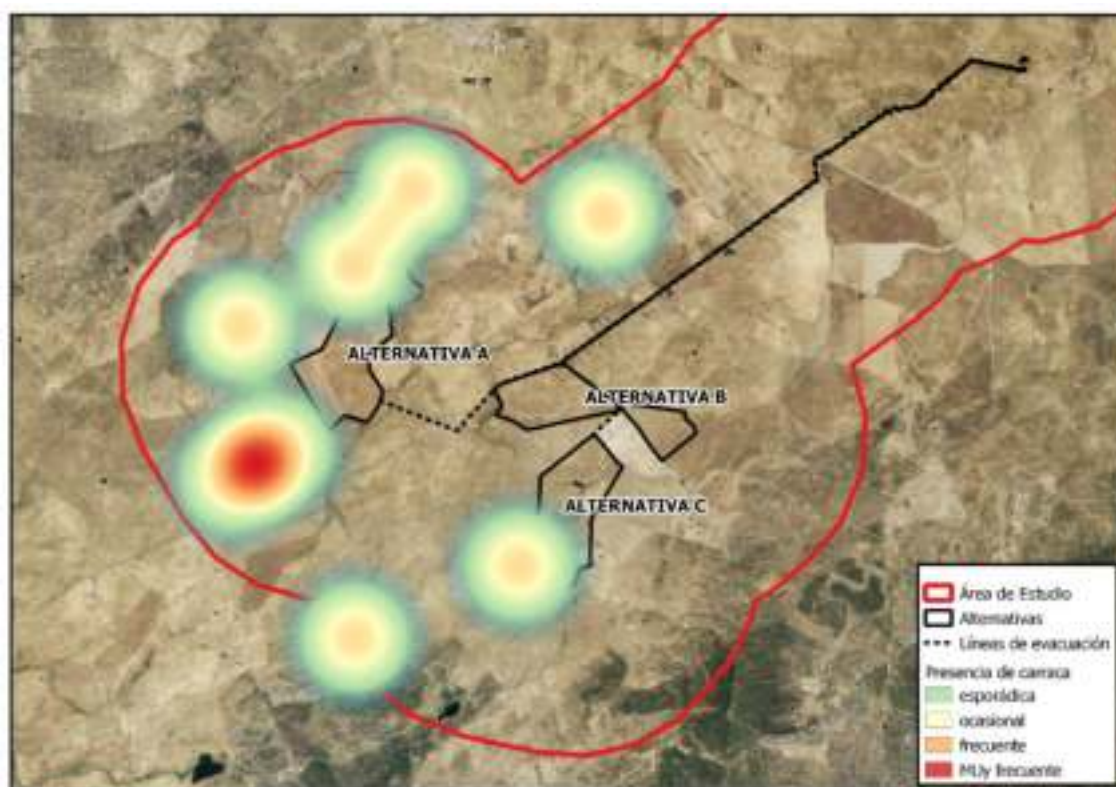 ALTERNATIVA A
ALTERNATIVA B
ALTERNATIVA C
Área de Estudio
Alternativas
Líneas de evacuación
Presencia de carraca
esporádica
ocasional
frecuente
MUy frecuente